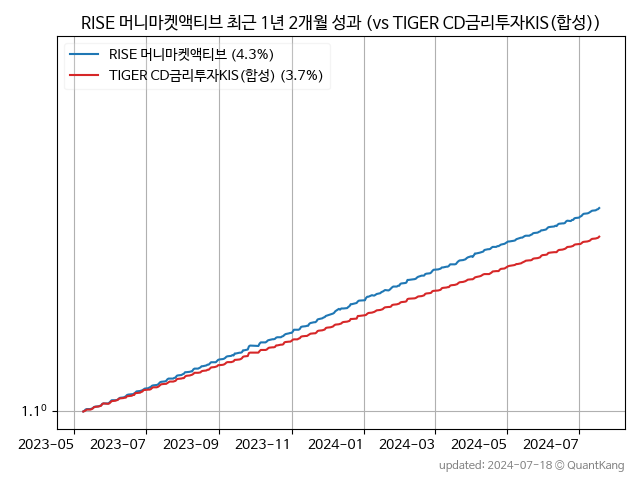 RISE 머니마켓액티브 최근 1년 2개월 성과 (vs TIGER CD금리투자KIS(합성))
RISE 머니마켓액티브 (4.3%)
TIGER CD금리투자KIS(합성) (3.7%)
1.1⁰
2023-05 2023-07 2023-09 2023-11 2024-01 2024-03 2024-05 2024-07
updated: 2024-07-18 © QuantKang